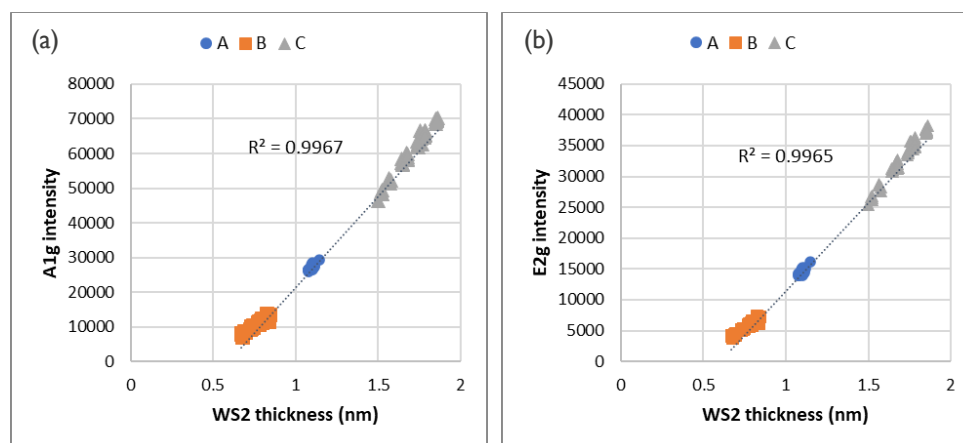 (a)
A B C
A1g intensity
80000
70000
60000
50000
40000
30000
20000
10000
0
R² = 0.9967
0 0.5 1 1.5 2
WS2 thickness (nm)
(b)
A B C
E2g intensity
45000
40000
35000
30000
25000
20000
15000
10000
5000
0
R² = 0.9965
0 0.5 1 1.5 2
WS2 thickness (nm)